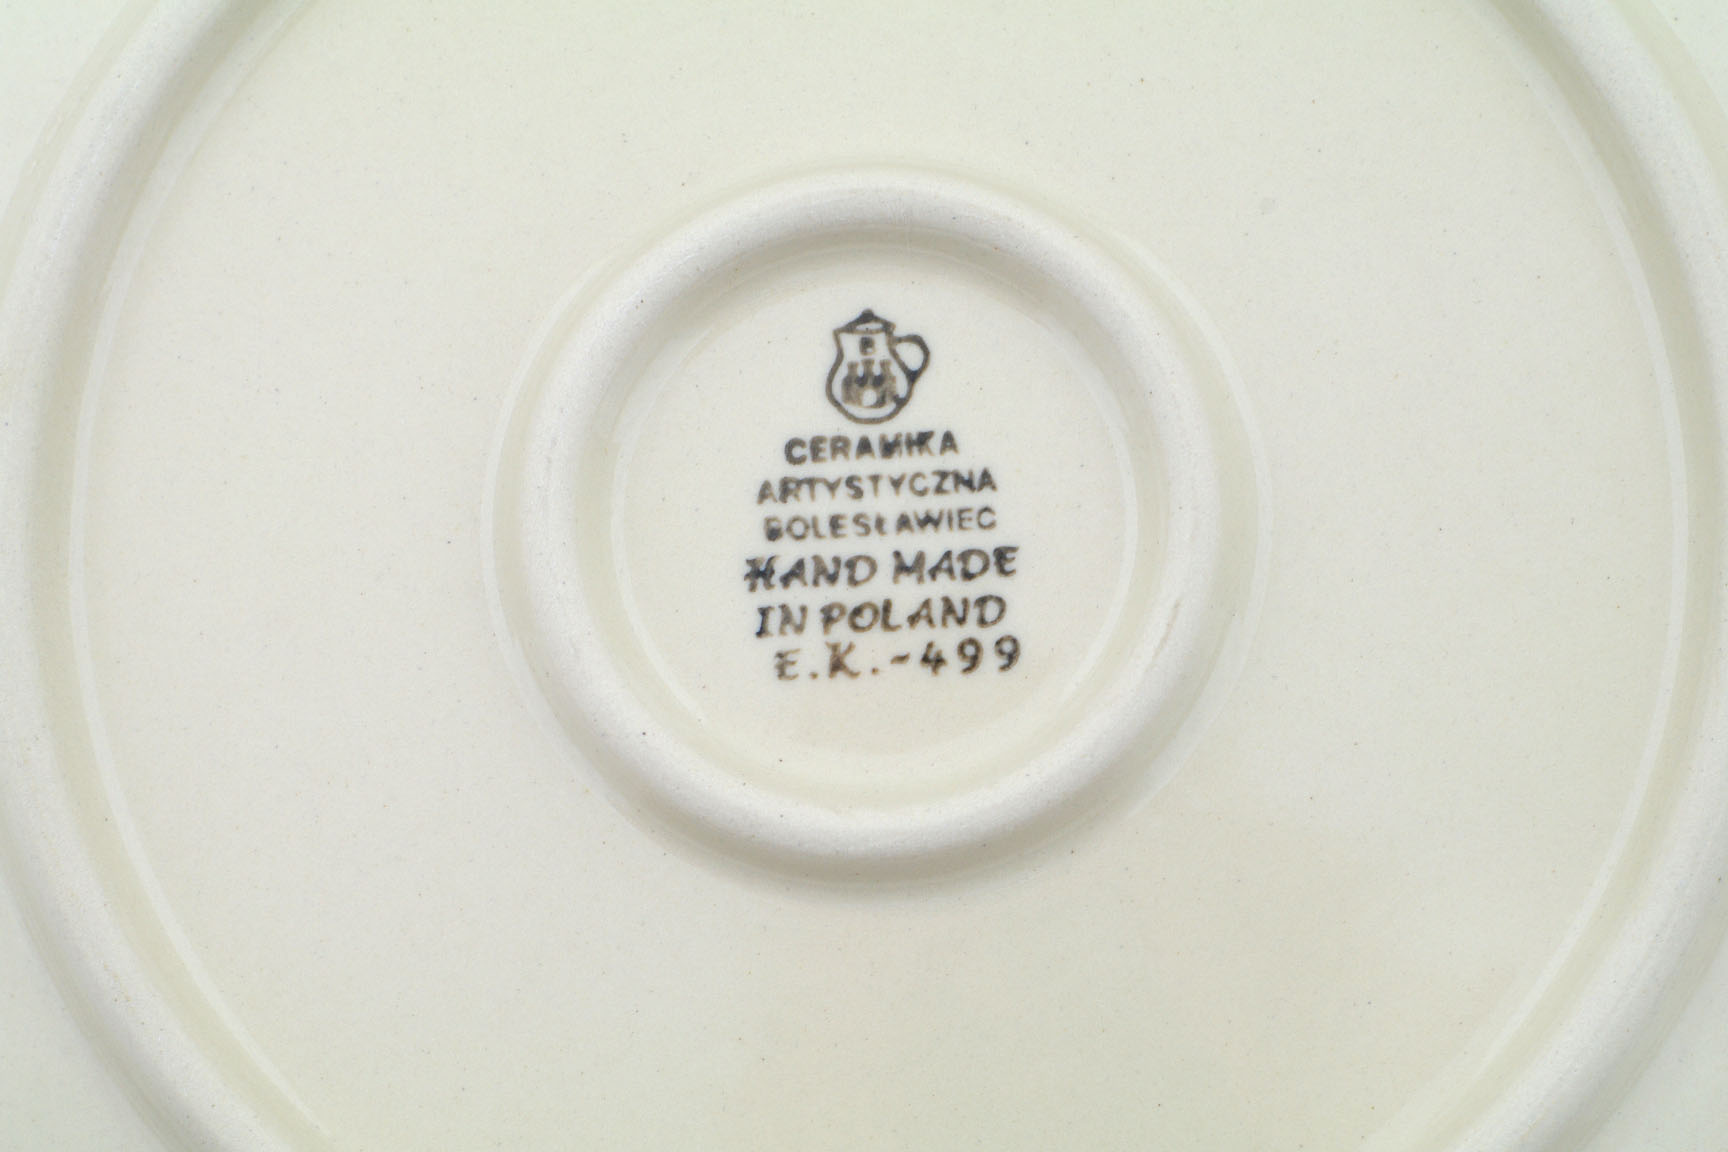 B
CERAMIKA
ARTYSTYCZNA
BOLESŁAWIEC
HAND MADE
IN POLAND
E.K.-499